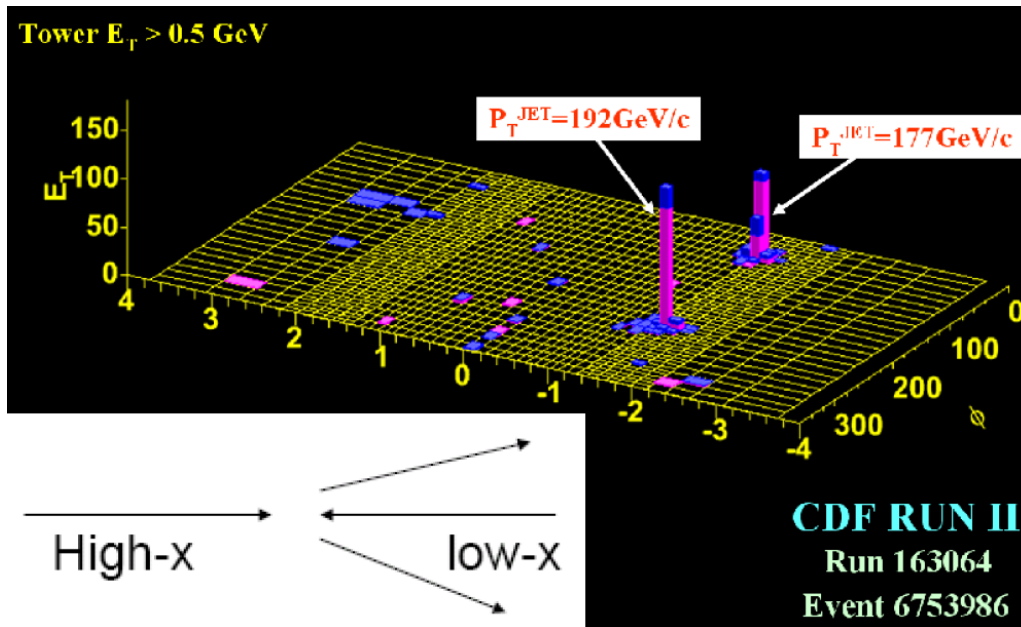 Tower E_T > 0.5 GeV
P_T^JET=192GeV/c
P_T^JET=177GeV/c
150
100
50
0
E_T
4
3
2
1
0
-1
-2
-3
-4
0
100
200
300
ϕ
High-x
low-x
CDF RUN II
Run 163064
Event 6753986